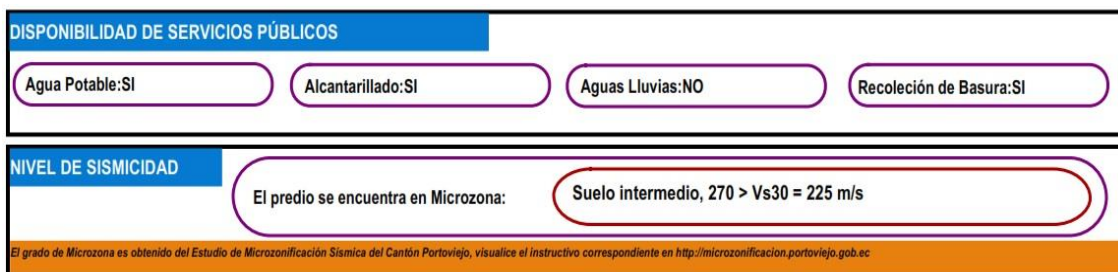 DISPONIBILIDAD DE SERVICIOS PÚBLICOS
Agua Potable:SI
Alcantarillado:SI
Aguas Lluvias:NO
Recoleción de Basura:SI
NIVEL DE SISMICIDAD
El predio se encuentra en Microzona:
Suelo intermedio, 270 > Vs30 = 225 m/s
El grado de Microzona es obtenido del Estudio de Microzonificación Sísmica del Cantón Portoviejo, visualice el instructivo correspondiente en http://microzonificacion.portoviejo.gob.ec